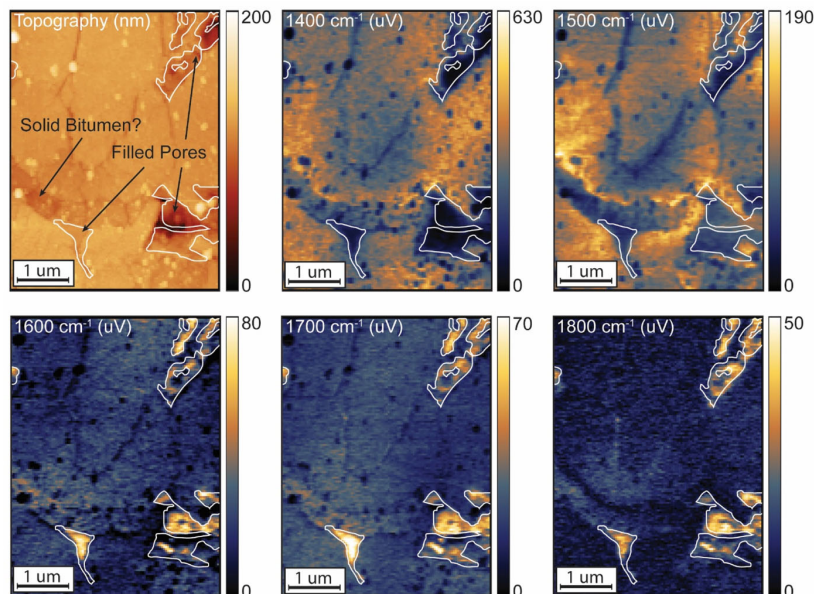 Topography (nm)
200
Solid Bitumen?
Filled Pores
1 um
0
1400 cm⁻¹ (uV)
630
1 um
0
1500 cm⁻¹ (uV)
190
1 um
0
1600 cm⁻¹ (uV)
80
1 um
0
1700 cm⁻¹ (uV)
70
1 um
0
1800 cm⁻¹ (uV)
50
1 um
0